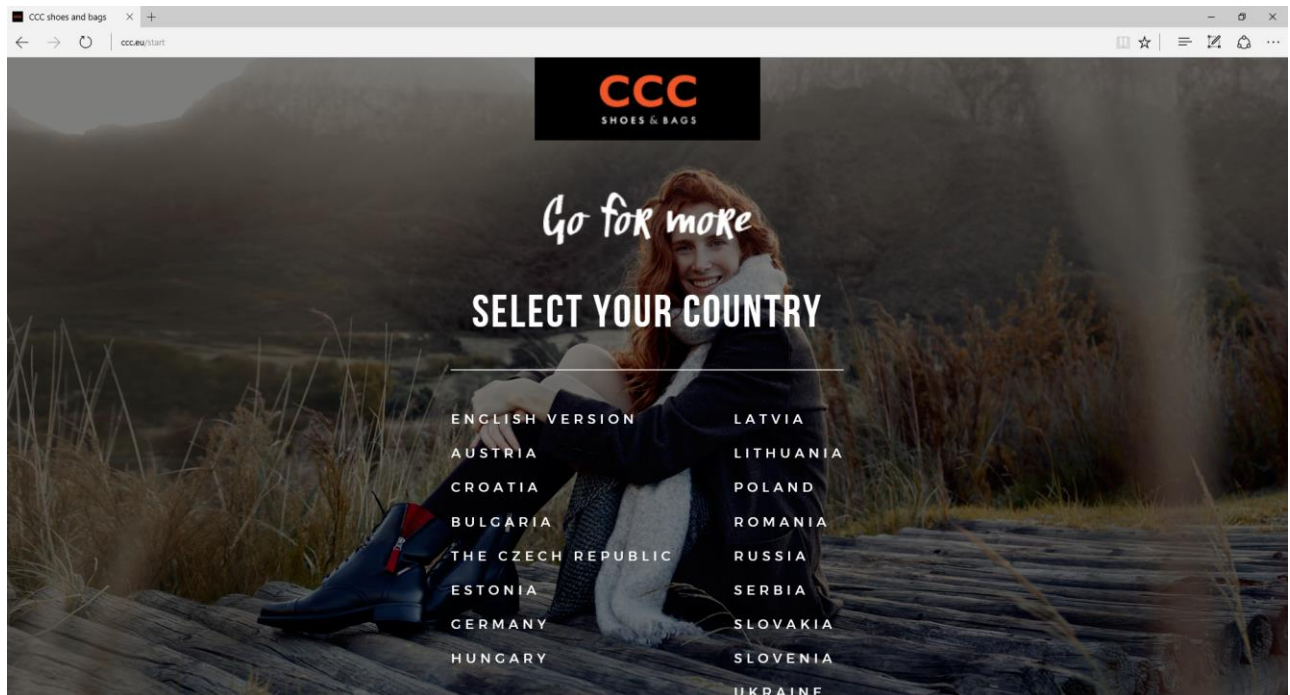 CCC shoes and bags
ccc.eu/start
CCC
SHOES & BAGS
Go for more
SELECT YOUR COUNTRY
ENGLISH VERSION
AUSTRIA
CROATIA
BULGARIA
THE CZECH REPUBLIC
ESTONIA
GERMANY
HUNGARY
LATVIA
LITHUANIA
POLAND
ROMANIA
RUSSIA
SERBIA
SLOVAKIA
SLOVENIA
UKRAINE